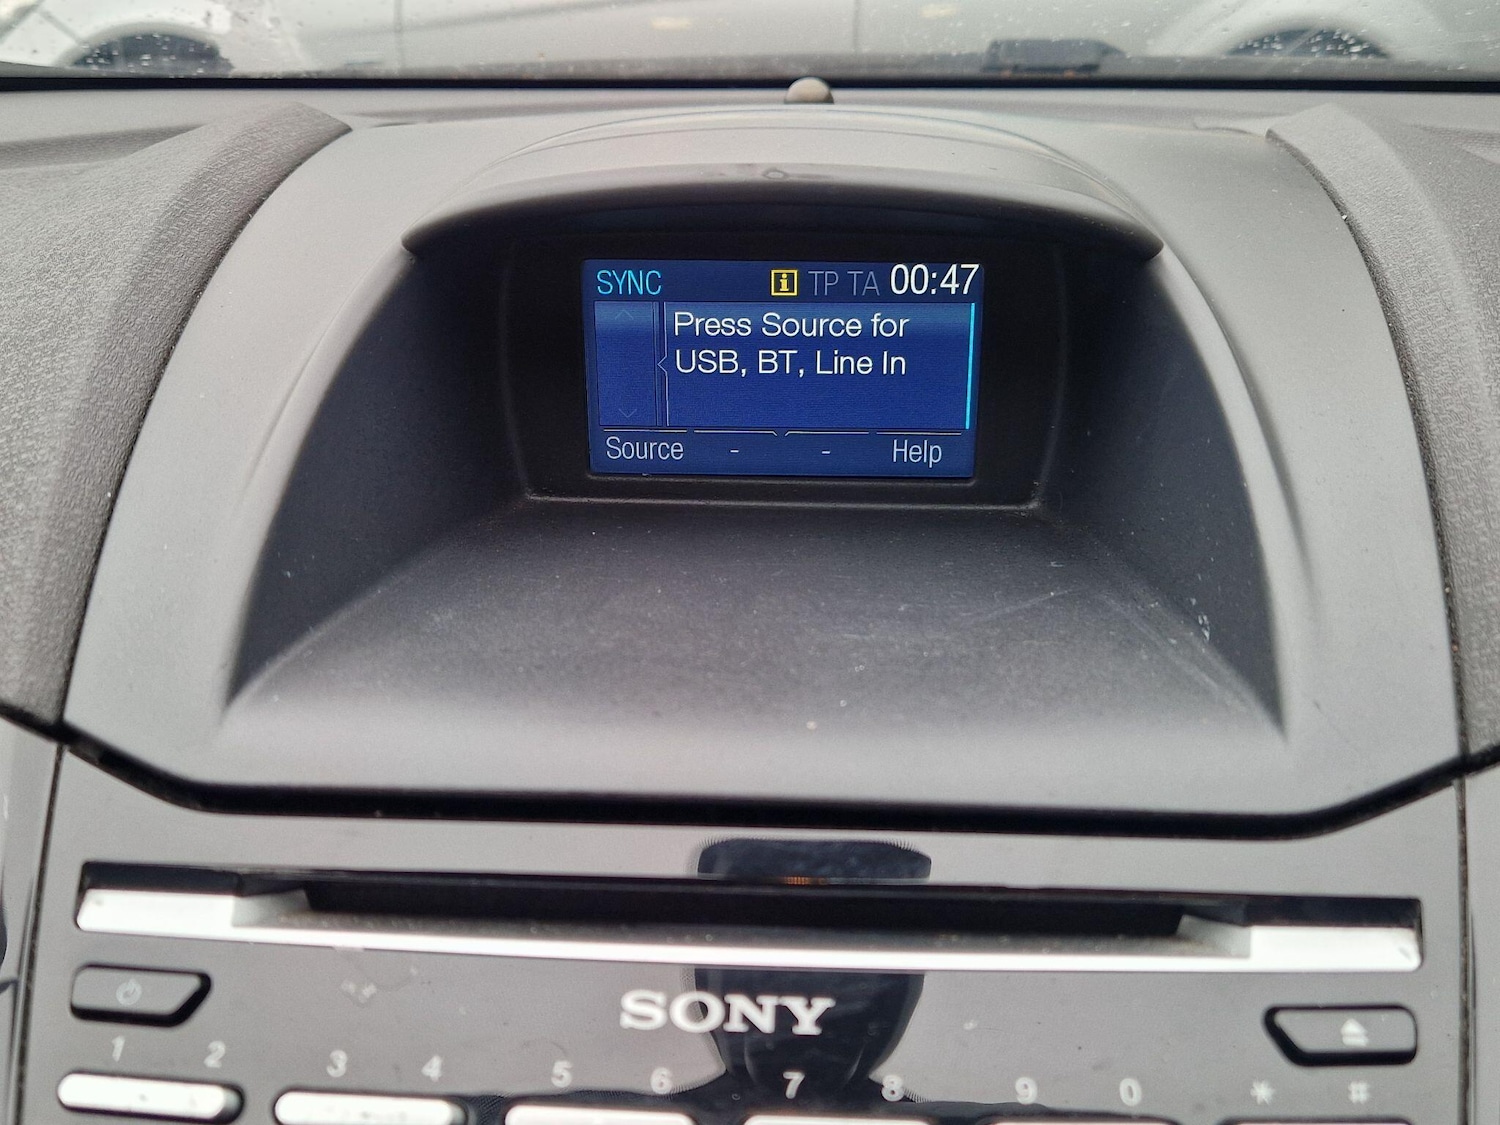 SYNC i TP TA 00:47
Press Source for
USB, BT, Line In
Source - - Help
SONY
1 2 3 4 5 6 7 8 9 0 * #